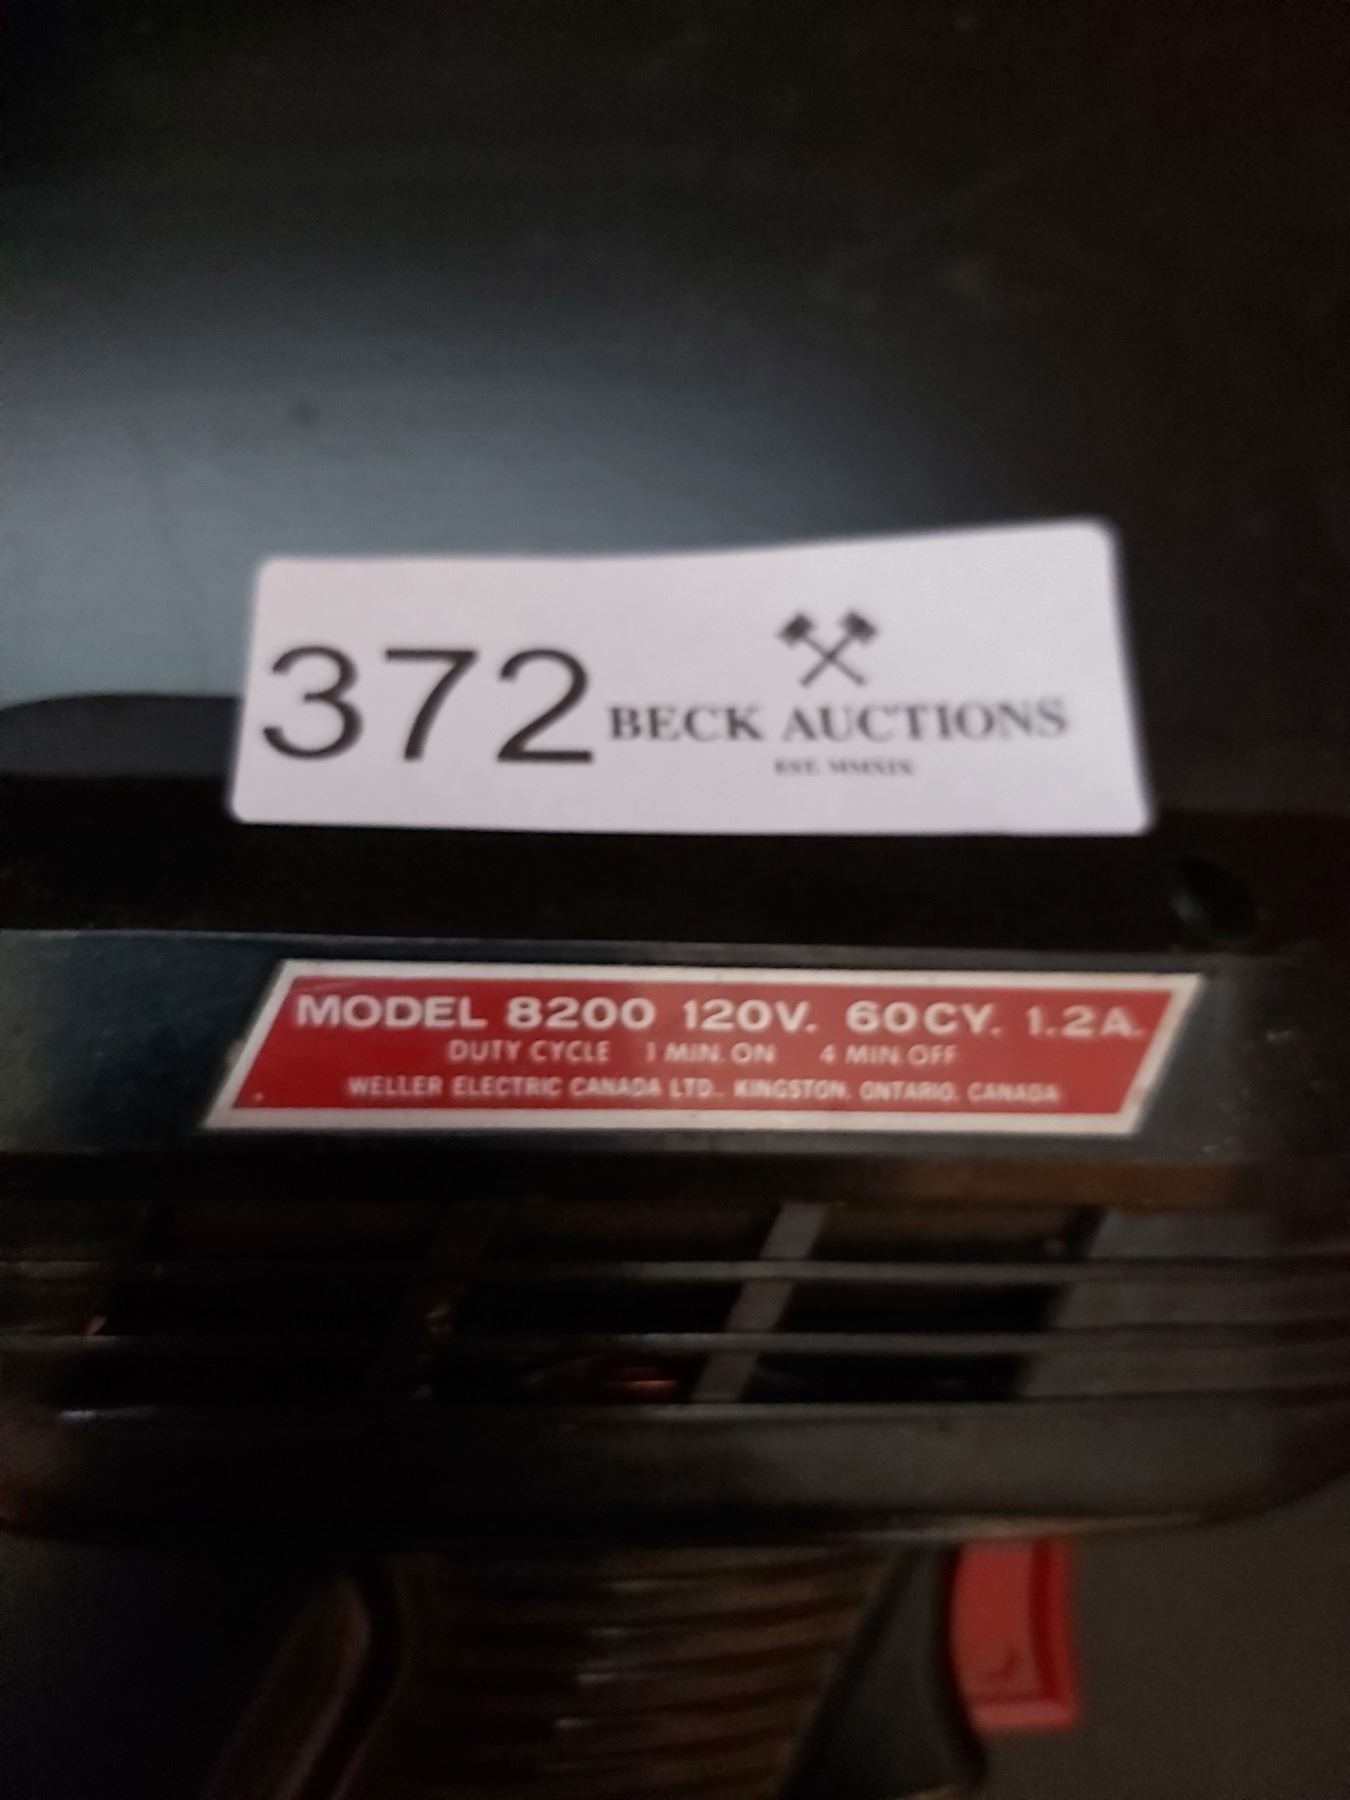 372
BECK AUCTIONS
EST. MMXIX
MODEL 8200 120V. 60CY. 1.2A.
DUTY CYCLE 1 MIN. ON 4 MIN. OFF
WELLER ELECTRIC CANADA LTD., KINGSTON, ONTARIO, CANADA